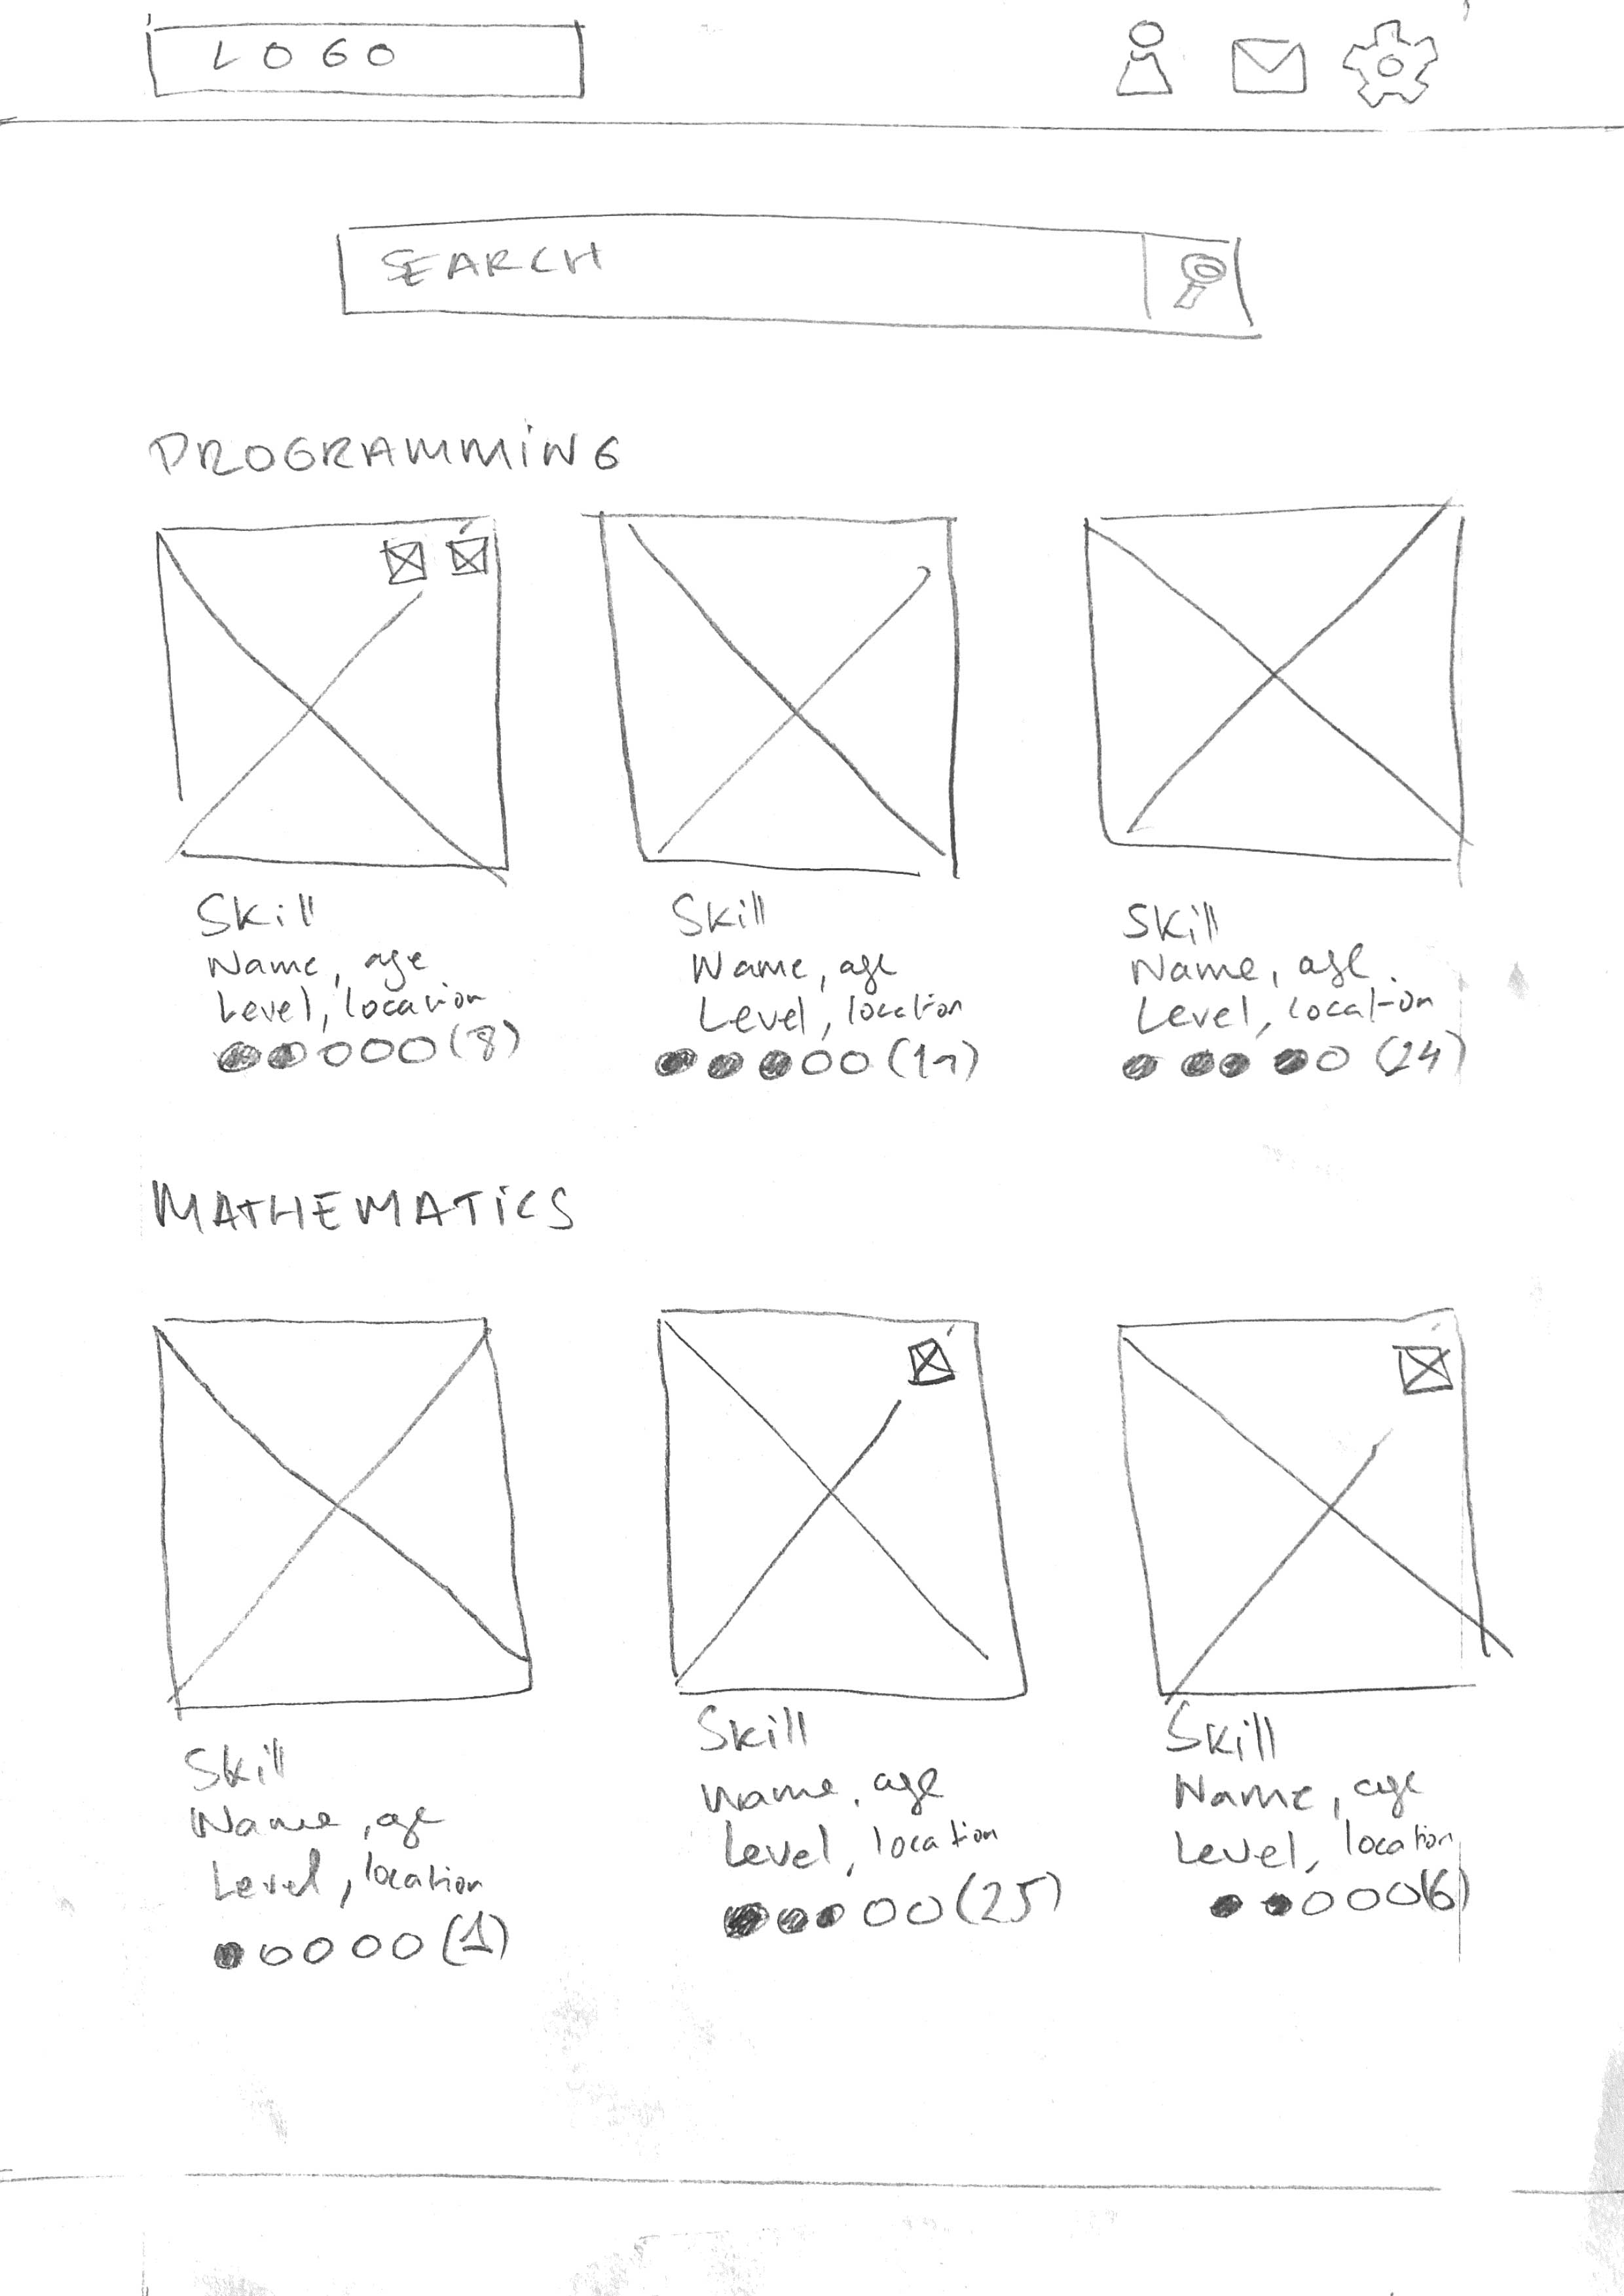 LOGO
SEARCH
PROGRAMMING
Skill
Name, age
Level, location
(8)
Skill
Name, age
Level, location
(11)
Skill
Name, age.
Level, location
(24)
MATHEMATICS
Skill
Name, age
Level, location
(1)
Skill
Name, age
Level, location
(25)
Skill
Name, age
Level, location
(6)